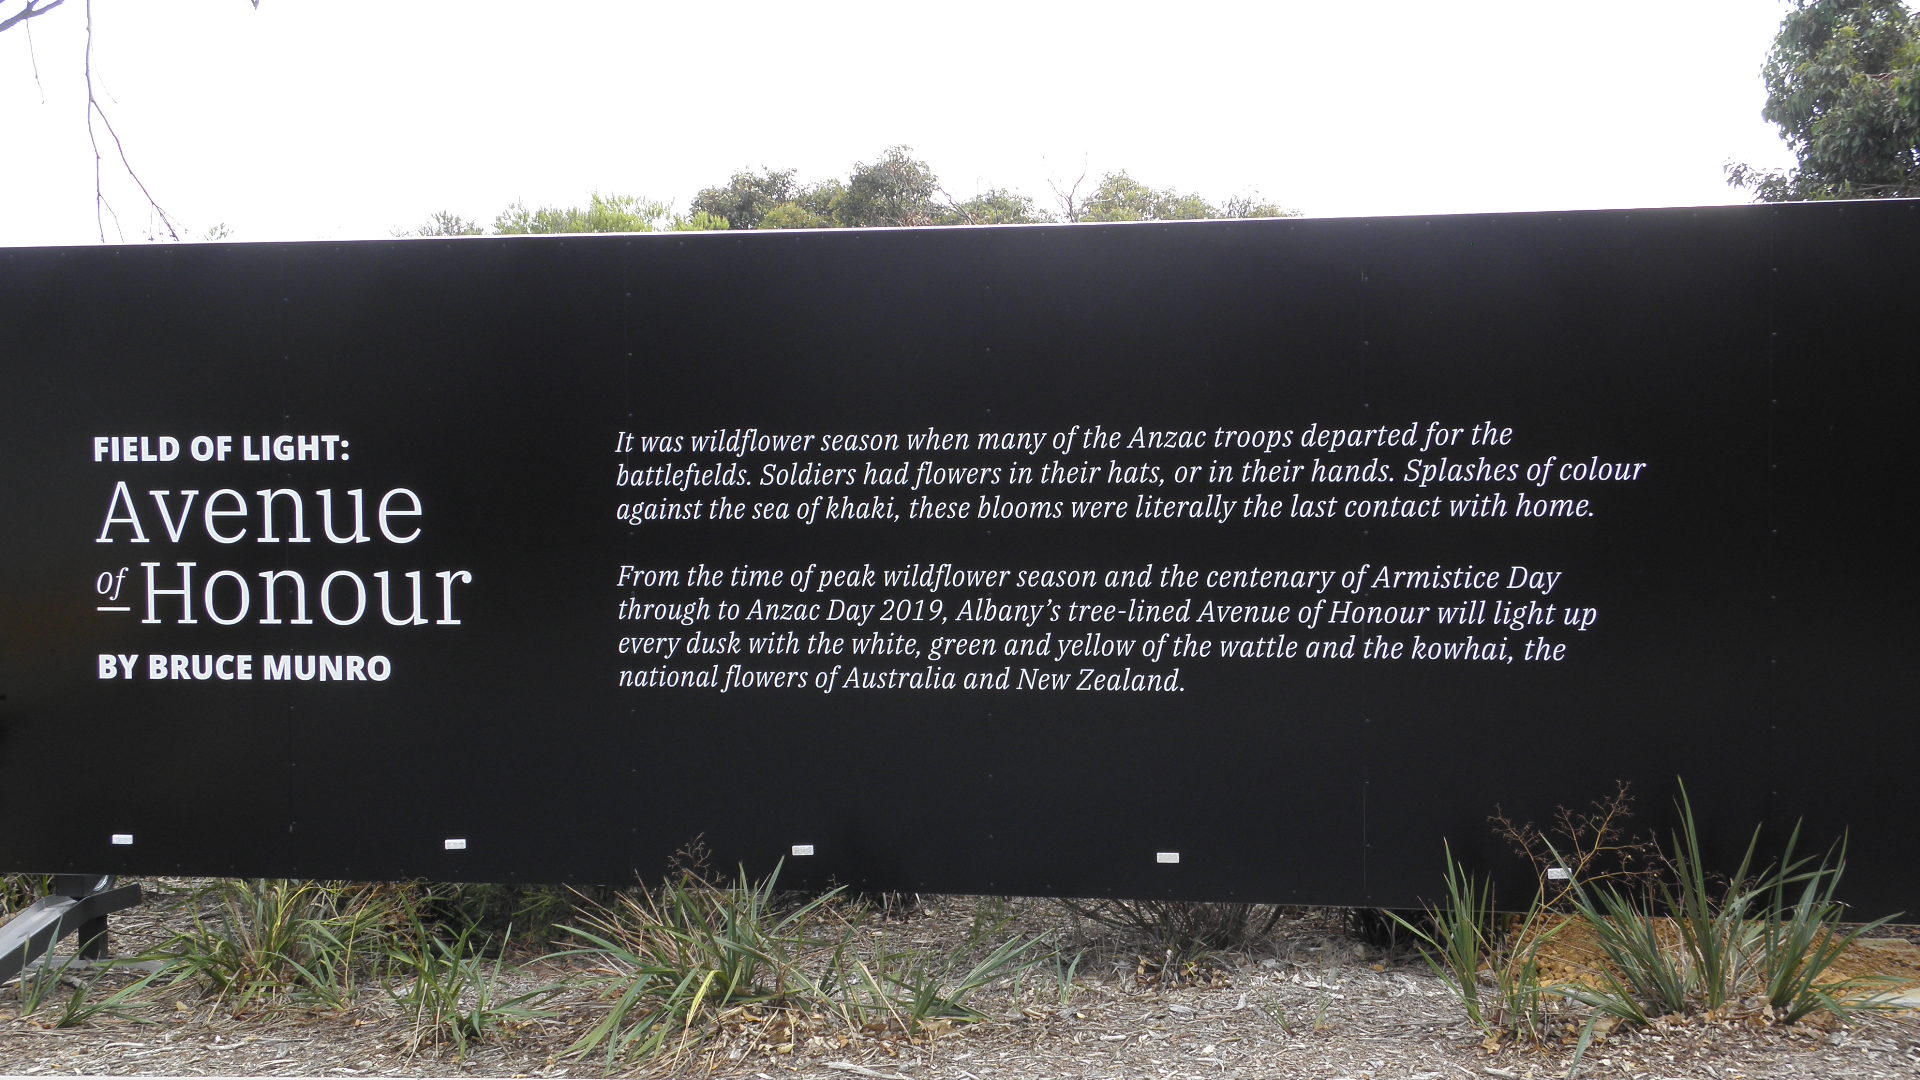 FIELD OF LIGHT:
Avenue
of Honour
BY BRUCE MUNRO
It was wildflower season when many of the Anzac troops departed for the
battlefields. Soldiers had flowers in their hats, or in their hands. Splashes of colour
against the sea of khaki, these blooms were literally the last contact with home.
From the time of peak wildflower season and the centenary of Armistice Day
through to Anzac Day 2019, Albany’s tree-lined Avenue of Honour will light up
every dusk with the white, green and yellow of the wattle and the kowhai, the
national flowers of Australia and New Zealand.